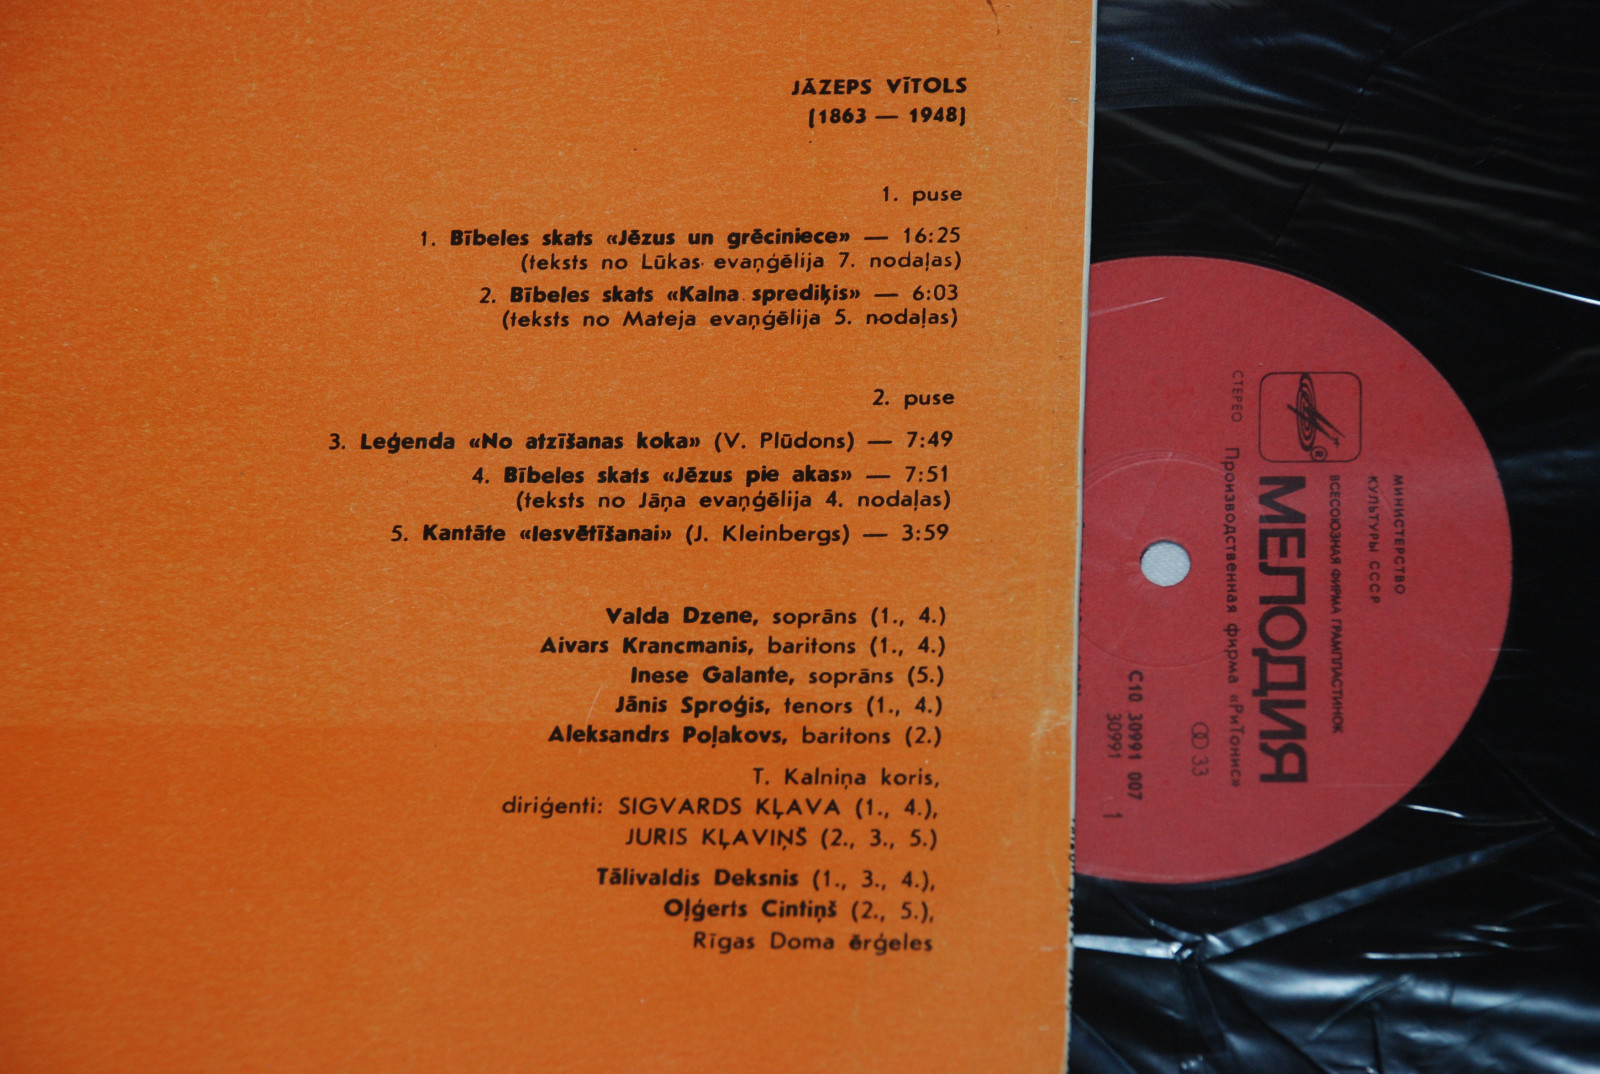 JĀZEPS VĪTOLS
(1863 — 1948)
1. puse
1. Bībeles skats «Jēzus un grēciniece» — 16:25
(teksts no Lūkas evaņģēlija 7. nodaļas)
2. Bībeles skats «Kalna sprediķis» — 6:03
(teksts no Mateja evaņģēlija 5. nodaļas)
2. puse
3. Leģenda «No atzīšanas koka» (V. Plūdons) — 7:49
4. Bībeles skats «Jēzus pie akas» — 7:51
(teksts no Jāņa evaņģēlija 4. nodaļas)
5. Kantāte «Iesvētīšanai» (J. Kleinbergs) — 3:59
Valda Dzene, soprāns (1., 4.)
Aivars Krancmanis, baritons (1., 4.)
Inese Galante, soprāns (5.)
Jānis Sproģis, tenors (1., 4.)
Aleksandrs Poļakovs, baritons (2.)
T. Kalniņa koris,
diriģenti: SIGVARDS KĻAVA (1., 4.),
JURIS KĻAVIŅŠ (2., 3., 5.)
Tālivaldis Deksnis (1., 3., 4.),
Oļģerts Cintiņš (2., 5.),
Rīgas Doma ērģeles
МИНИСТЕРСТВО
КУЛЬТУРЫ СССР
ВСЕСОЮЗНАЯ ФИРМА ГРАМПЛАСТИНОК
®
МЕЛОДИЯ
СТЕРЕО
Производственная фирма «РиТонис»
33
С10 30991 007
30991
1